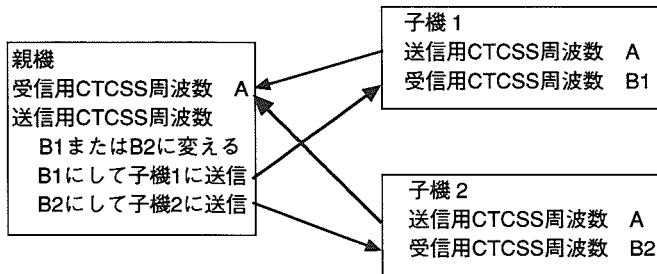 親機
受信用CTCSS周波数 A
送信用CTCSS周波数
B1またはB2に変える
B1にして子機1に送信
B2にして子機2に送信
子機1
送信用CTCSS周波数 A
受信用CTCSS周波数 B1
子機2
送信用CTCSS周波数 A
受信用CTCSS周波数 B2